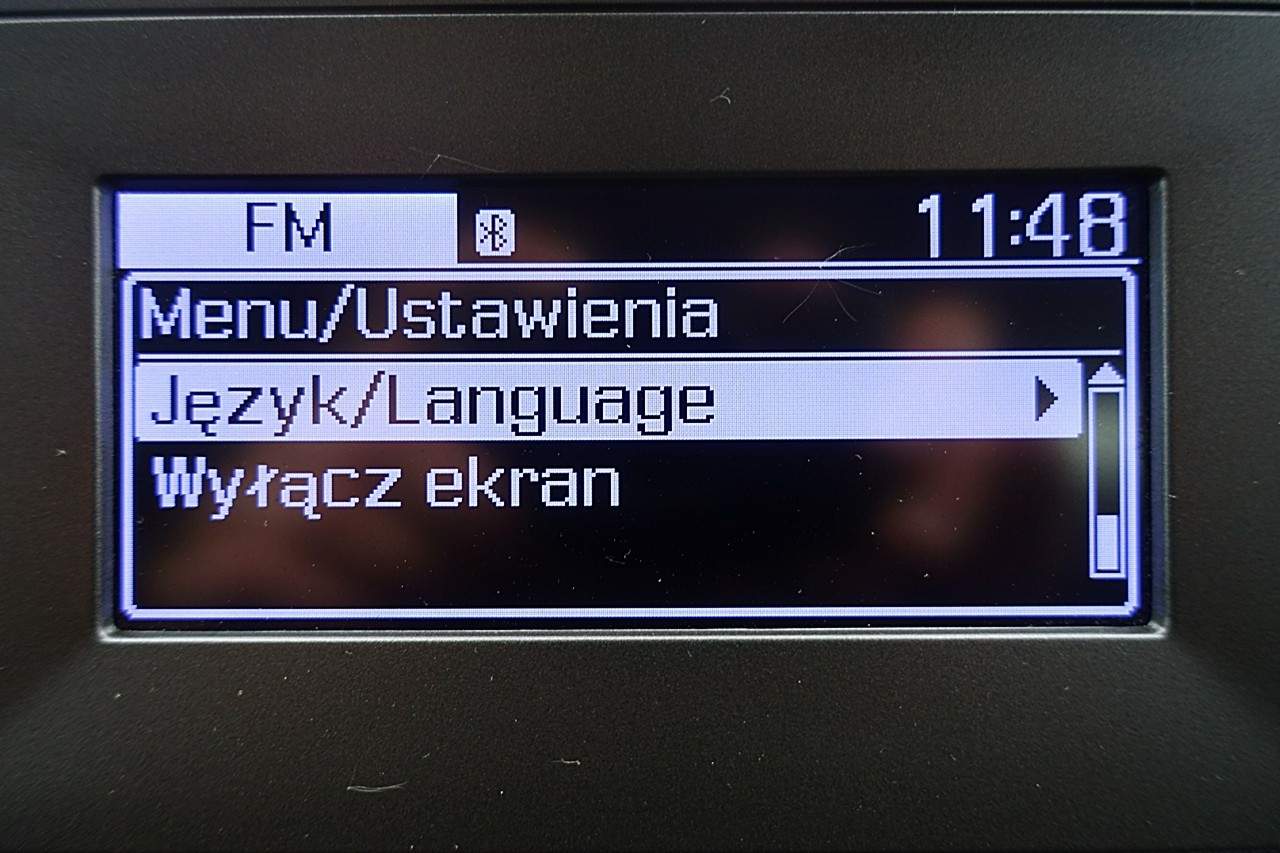 FM 11:48
Menu/Ustawienia
Język/Language
Wyłącz ekran